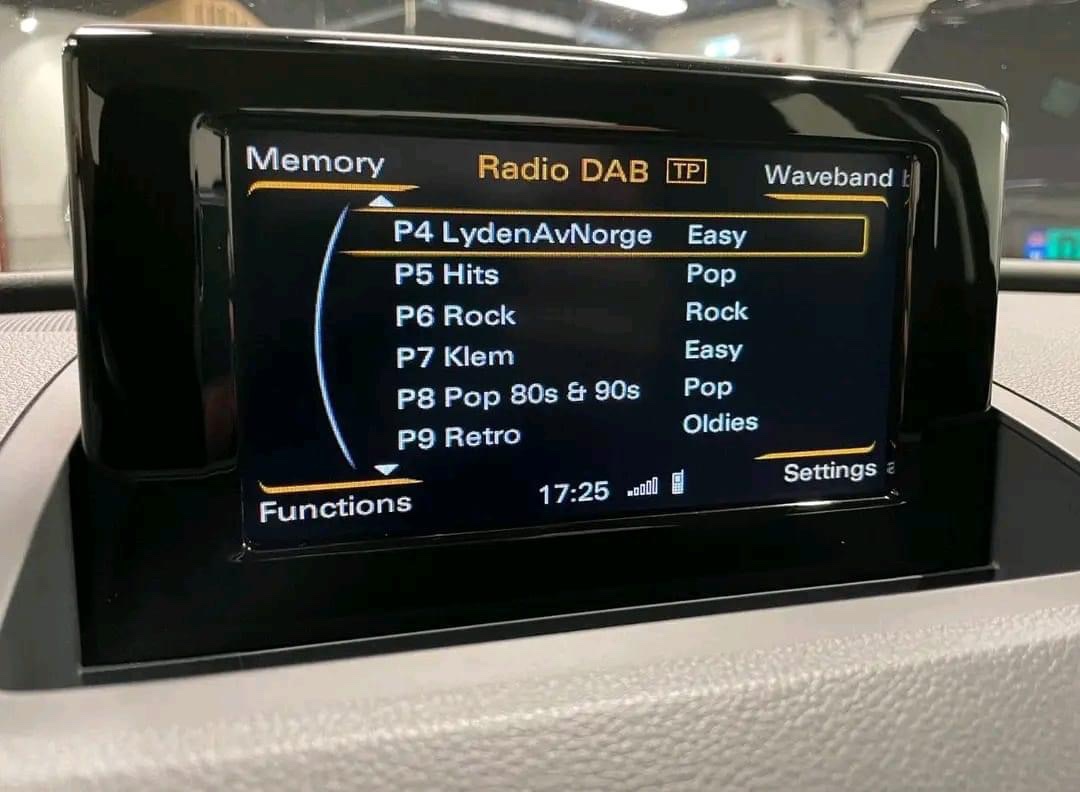 Memory
Radio DAB TP
Waveband
P4 LydenAvNorge Easy
P5 Hits Pop
P6 Rock Rock
P7 Klem Easy
P8 Pop 80s & 90s Pop
P9 Retro Oldies
Functions
17:25
Settings